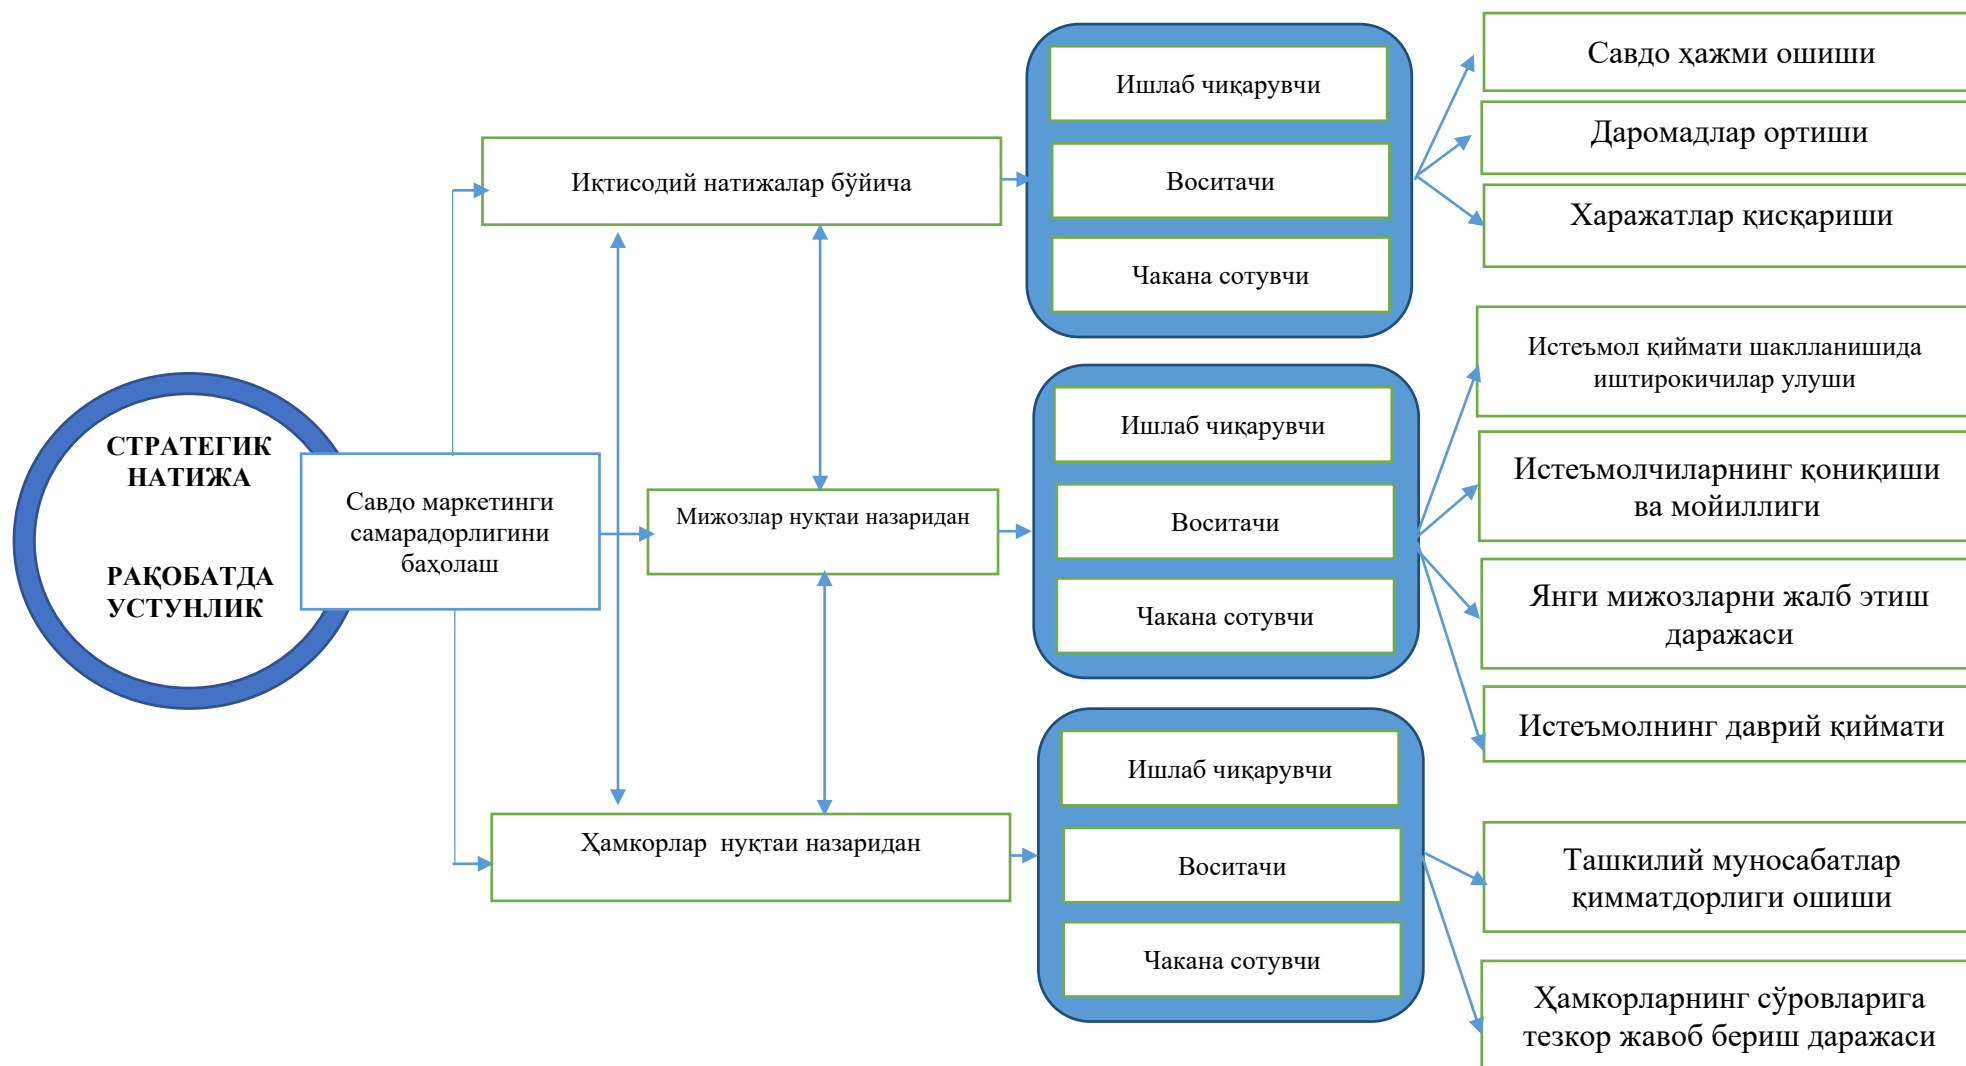 СТРАТЕГИК
НАТИЖА
РАҚОБАТДА
УСТУНЛИК
Савдо маркетинги
самарадорлигини
баҳолаш
Иқтисодий натижалар бўйича
Ишлаб чиқарувчи
Воситачи
Чакана сотувчи
Савдо ҳажми ошиши
Даромадлар ортиши
Харажатлар қисқариши
Мижозлар нуқтаи назаридан
Ишлаб чиқарувчи
Воситачи
Чакана сотувчи
Истеъмол қиймати шаклланишида
иштирокичилар улуши
Истеъмолчиларнинг қониқиши
ва мойиллиги
Янги мижозларни жалб этиш
даражаси
Истеъмолнинг даврий қиймати
Ҳамкорлар нуқтаи назаридан
Ишлаб чиқарувчи
Воситачи
Чакана сотувчи
Ташкилий муносабатлар
қимматдорлиги ошиши
Ҳамкорларнинг сўровларига
тезкор жавоб бериш даражаси